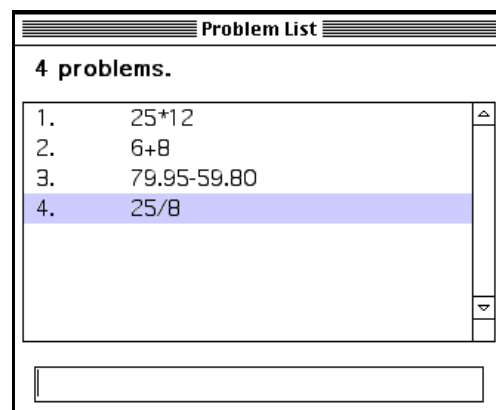 Problem List
4 problems.
1. 25*12
2. 6+8
3. 79.95-59.80
4. 25/8